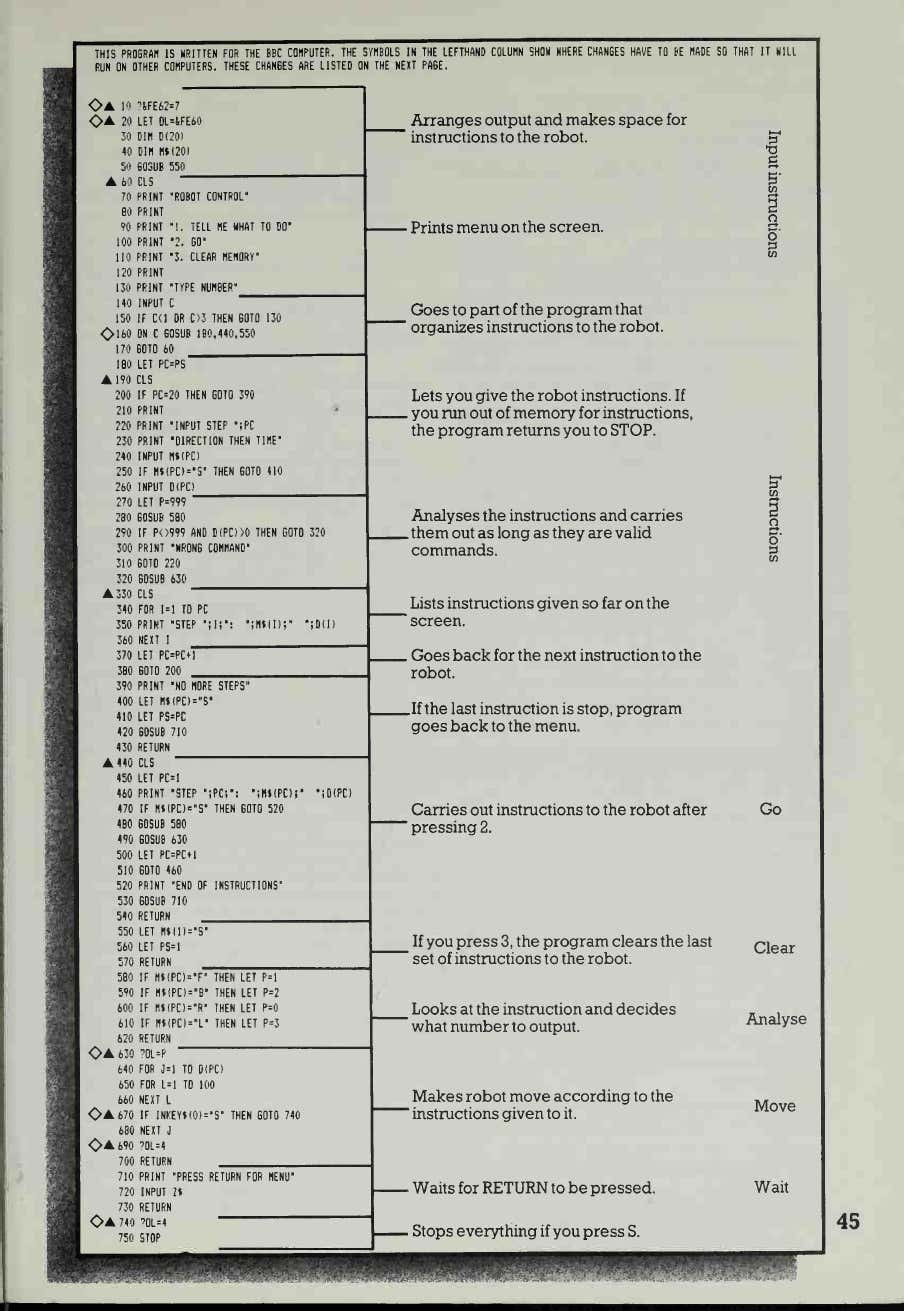 THIS PROGRAM IS WRITTEN FOR THE BBC COMPUTER. THE SYMBOLS IN THE LEFTHAND COLUMN SHOW WHERE CHANGES HAVE TO BE MADE SO THAT IT WILL
RUN ON OTHER COMPUTERS. THESE CHANGES ARE LISTED ON THE NEXT PAGE.
◇▲ 10 ?&FE62=7
◇▲ 20 LET OL=&FE60
30 DIM D(20)
40 DIM M$(20)
50 GOSUB 550
▲ 60 CLS
70 PRINT "ROBOT CONTROL"
80 PRINT
90 PRINT "1. TELL ME WHAT TO DO"
100 PRINT "2. GO"
110 PRINT "3. CLEAR MEMORY"
120 PRINT
130 PRINT "TYPE NUMBER"
140 INPUT C
150 IF C<1 OR C>3 THEN GOTO 130
◇160 ON C GOSUB 180,440,550
170 GOTO 60
180 LET PC=PS
▲ 190 CLS
200 IF PC=20 THEN GOTO 390
210 PRINT
220 PRINT "INPUT STEP ";PC
230 PRINT "DIRECTION THEN TIME"
240 INPUT M$(PC)
250 IF M$(PC)="S" THEN GOTO 410
260 INPUT D(PC)
270 LET P=999
280 GOSUB 580
290 IF P<>999 AND D(PC)>0 THEN GOTO 320
300 PRINT "WRONG COMMAND"
310 GOTO 220
320 GOSUB 630
▲ 330 CLS
340 FOR I=1 TO PC
350 PRINT "STEP ";I;":  ";M$(I);"  ";D(I)
360 NEXT I
370 LET PC=PC+1
380 GOTO 200
390 PRINT "NO MORE STEPS"
400 LET M$(PC)="S"
410 LET PS=PC
420 GOSUB 710
430 RETURN
▲ 440 CLS
450 LET PC=1
460 PRINT "STEP ";PC;":  ";M$(PC);"  ";D(PC)
470 IF M$(PC)="S" THEN GOTO 520
480 GOSUB 580
490 GOSUB 630
500 LET PC=PC+1
510 GOTO 460
520 PRINT "END OF INSTRUCTIONS"
530 GOSUB 710
540 RETURN
550 LET M$(1)="S"
560 LET PS=1
570 RETURN
580 IF M$(PC)="F" THEN LET P=1
590 IF M$(PC)="B" THEN LET P=2
600 IF M$(PC)="R" THEN LET P=0
610 IF M$(PC)="L" THEN LET P=3
620 RETURN
◇▲ 630 ?OL=P
640 FOR J=1 TO D(PC)
650 FOR L=1 TO 100
660 NEXT L
◇▲ 670 IF INKEY$(0)="S" THEN GOTO 740
680 NEXT J
◇▲ 690 ?OL=4
700 RETURN
710 PRINT "PRESS RETURN FOR MENU"
720 INPUT Z$
730 RETURN
◇▲ 740 ?OL=4
750 STOP
Arranges output and makes space for
instructions to the robot.
Prints menu on the screen.
Goes to part of the program that
organizes instructions to the robot.
Lets you give the robot instructions. If
you run out of memory for instructions,
the program returns you to STOP.
Analyses the instructions and carries
them out as long as they are valid
commands.
Lists instructions given so far on the
screen.
Goes back for the next instruction to the
robot.
If the last instruction is stop, program
goes back to the menu.
Carries out instructions to the robot after
pressing 2.
If you press 3, the program clears the last
set of instructions to the robot.
Looks at the instruction and decides
what number to output.
Makes robot move according to the
instructions given to it.
Waits for RETURN to be pressed.
Stops everything if you press S.
Input instructions
Instructions
Go
Clear
Analyse
Move
Wait
45